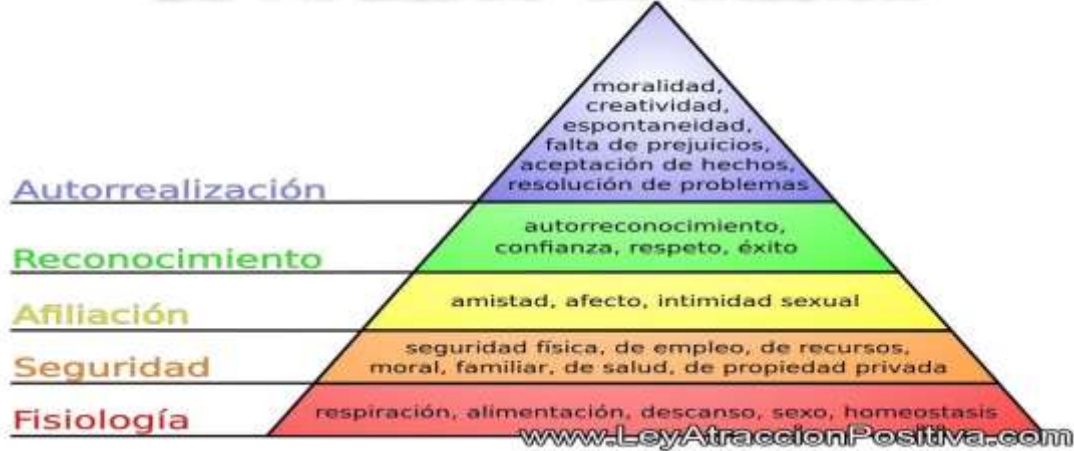 moralidad,
creatividad,
espontaneidad,
falta de prejuicios,
aceptación de hechos,
resolución de problemas
Autorrealización
autorreconocimiento,
confianza, respeto, éxito
Reconocimiento
amistad, afecto, intimidad sexual
Afiliación
seguridad física, de empleo, de recursos,
moral, familiar, de salud, de propiedad privada
Seguridad
respiración, alimentación, descanso, sexo, homeostasis
Fisiología
www.LeyAtraccionPositiva.com